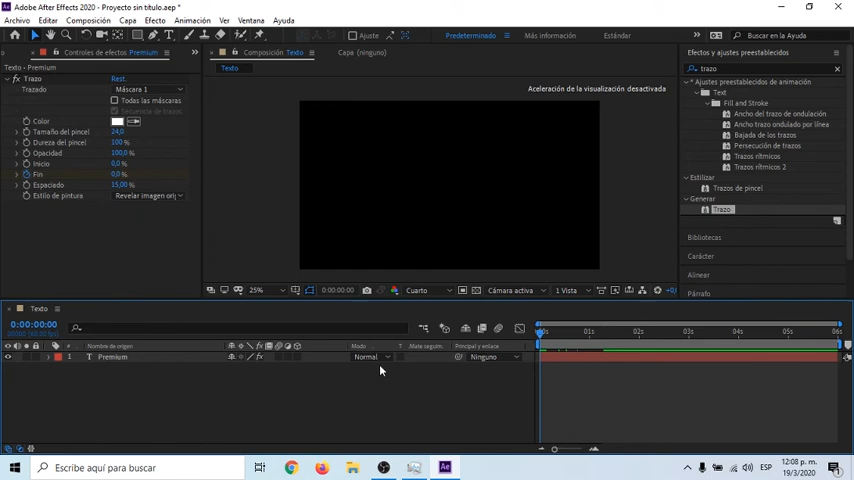 Adobe After Effects 2020 - Proyecto sin titulo.aep *
Archivo Editar Composición Capa Efecto Animación Ver Ventana Ayuda
Ajuste Predeterminado Más información Estándar Buscar en la Ayuda
Controles de efectos Premium
Texto • Premium
Trazo Rest.
Trazado Máscara 1
Todas las máscaras
Secuencia de trazos
Color
Tamaño del pincel 24,0
Dureza del pincel 100 %
Opacidad 100,0 %
Inicio 0,0 %
Fin 0,0 %
Espaciado 15,00 %
Estilo de pintura Revelar imagen orig
Composición Texto
Capa (ninguno)
Texto
Aceleración de la visualización desactivada
25% 0:00:00:00 Cuarto Cámara activa 1 Vista
Efectos y ajustes preestablecidos
trazo
* Ajustes preestablecidos de animación
Text
Fill and Stroke
Ancho del trazo de ondulación
Ancho trazo ondulado por línea
Bajada de los trazos
Persecución de trazos
Trazos rítmicos
Trazos rítmicos 2
Estilizar
Trazos de pincel
Generar
Trazo
Bibliotecas
Carácter
Alinear
Párrafo
Texto
0:00:00:00
# Nombre de origen Modo T .Mate seguim. Principal y enlace
1 T Premium Normal Ninguno
01s 02s 03s 04s 05s 06s
Escribe aquí para buscar
ESP
12:08 p. m.
19/3/2020